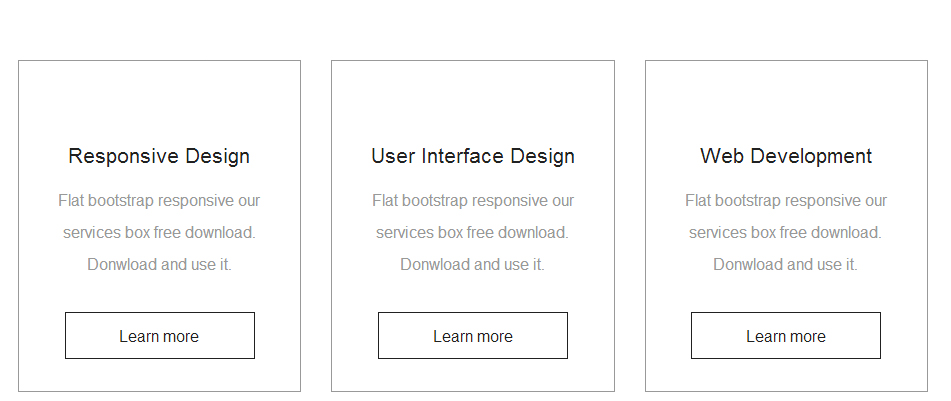 Responsive Design
Flat bootstrap responsive our
services box free download.
Donwload and use it.
Learn more
User Interface Design
Flat bootstrap responsive our
services box free download.
Donwload and use it.
Learn more
Web Development
Flat bootstrap responsive our
services box free download.
Donwload and use it.
Learn more